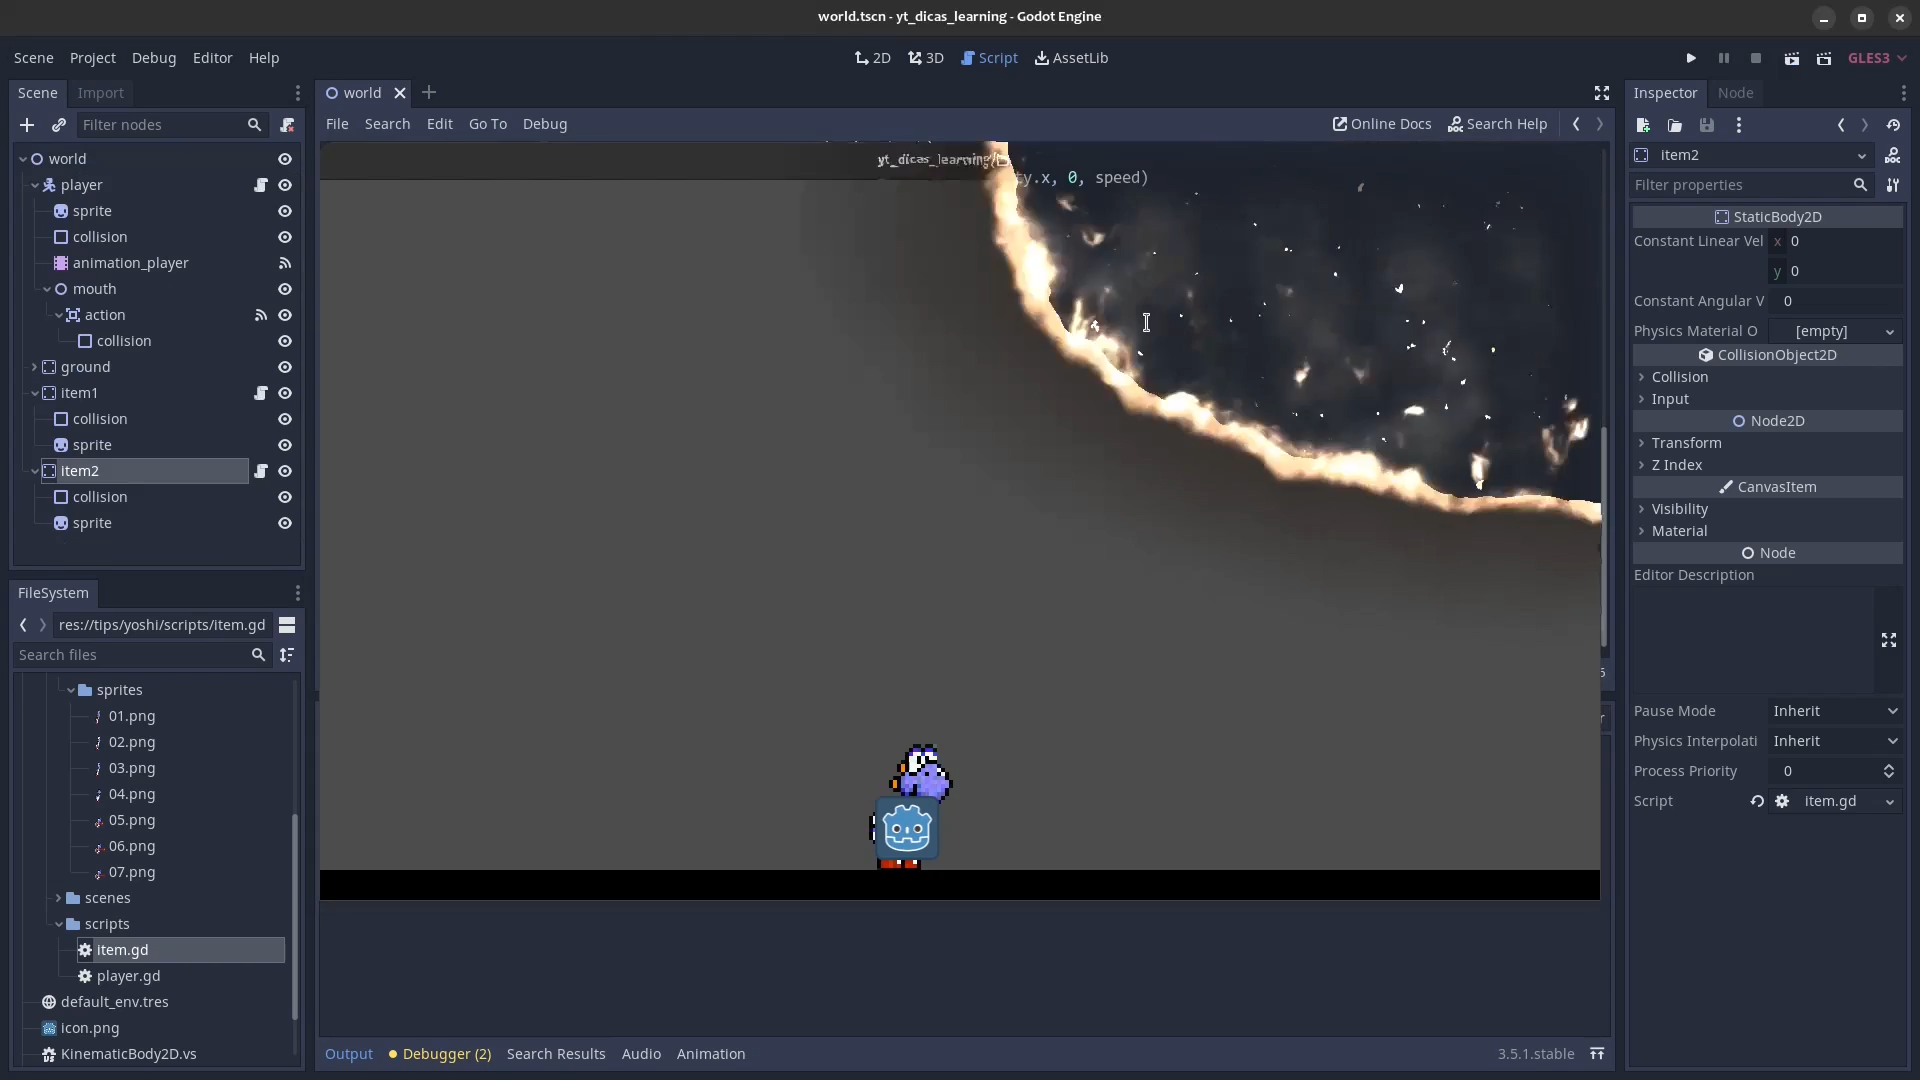 world.tscn - yt_dicas_learning - Godot Engine
Scene Project Debug Editor Help
2D 3D Script AssetLib
GLES3
Scene Import
Filter nodes
world
player
sprite
collision
animation_player
mouth
action
collision
ground
item1
collision
sprite
item2
collision
sprite
FileSystem
res://tips/yoshi/scripts/item.gd
Search files
sprites
01.png
02.png
03.png
04.png
05.png
06.png
07.png
scenes
scripts
item.gd
player.gd
default_env.tres
icon.png
KinematicBody2D.vs
world
File Search Edit Go To Debug
Online Docs Search Help
yt_dicas_learning
ty.x, 0, speed)
Output Debugger (2) Search Results Audio Animation
3.5.1.stable
Inspector Node
item2
Filter properties
StaticBody2D
Constant Linear Vel x 0
y 0
Constant Angular V 0
Physics Material O [empty]
CollisionObject2D
Collision
Input
Node2D
Transform
Z Index
CanvasItem
Visibility
Material
Node
Editor Description
Pause Mode Inherit
Physics Interpolati Inherit
Process Priority 0
Script item.gd